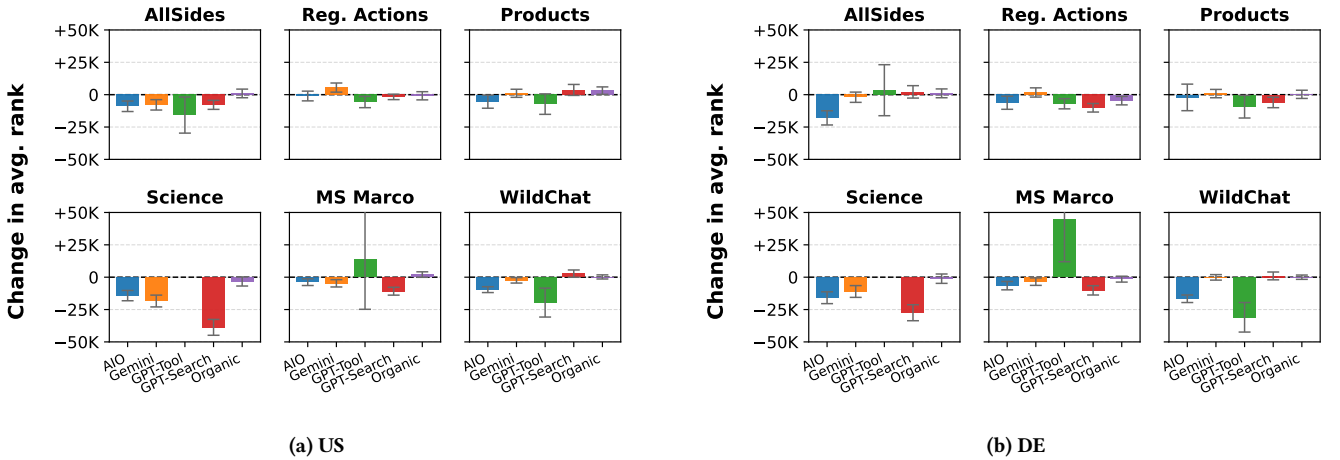 AllSides Reg. Actions Products
+50K
+25K
0
−25K
−50K
Science MS Marco WildChat
+50K
+25K
0
−25K
−50K
Change in avg. rank
AIO Gemini GPT-Tool GPT-Search Organic
AIO Gemini GPT-Tool GPT-Search Organic
AIO Gemini GPT-Tool GPT-Search Organic
(a) US
AllSides Reg. Actions Products
+50K
+25K
0
−25K
−50K
Science MS Marco WildChat
+50K
+25K
0
−25K
−50K
Change in avg. rank
AIO Gemini GPT-Tool GPT-Search Organic
AIO Gemini GPT-Tool GPT-Search Organic
AIO Gemini GPT-Tool GPT-Search Organic
(b) DE